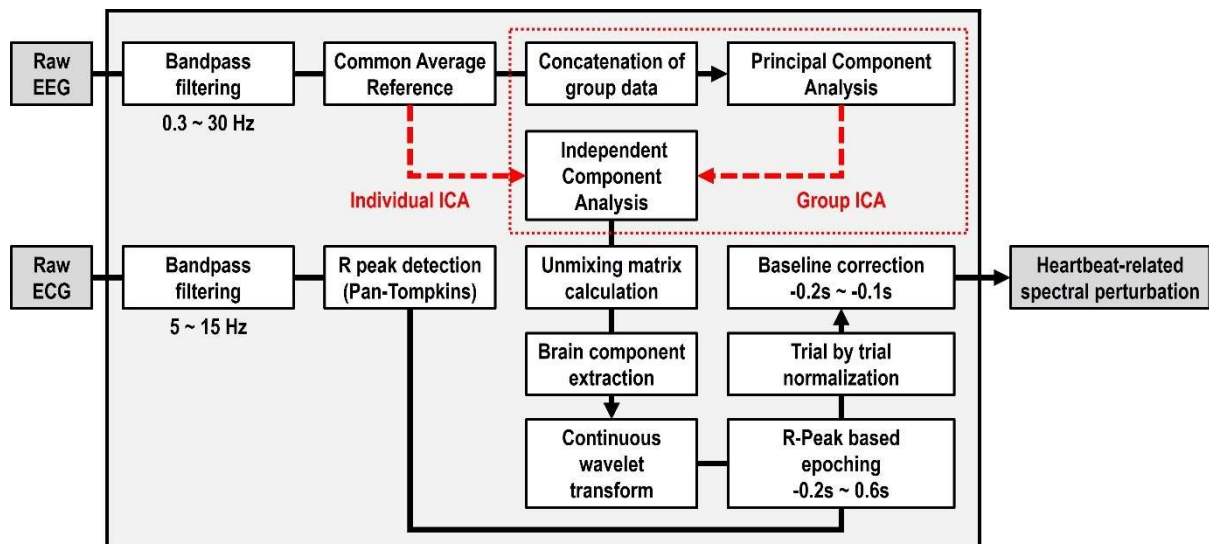 Raw
EEG
Bandpass
filtering
0.3 ~ 30 Hz
Common Average
Reference
Concatenation of
group data
Principal Component
Analysis
Individual ICA
Independent
Component
Analysis
Group ICA
Raw
ECG
Bandpass
filtering
5 ~ 15 Hz
R peak detection
(Pan-Tompkins)
Unmixing matrix
calculation
Baseline correction
-0.2s ~ -0.1s
Heartbeat-related
spectral perturbation
Brain component
extraction
Trial by trial
normalization
Continuous
wavelet
transform
R-Peak based
epoching
-0.2s ~ 0.6s